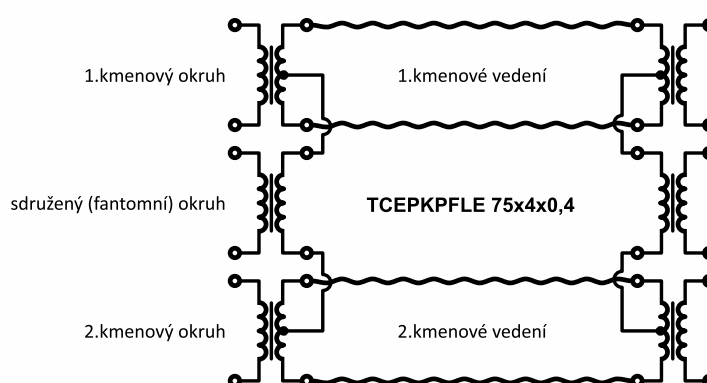 1.kmenový okruh
1.kmenové vedení
sdružený (fantomní) okruh
TCEPKPFLE 75x4x0,4
2.kmenový okruh
2.kmenové vedení